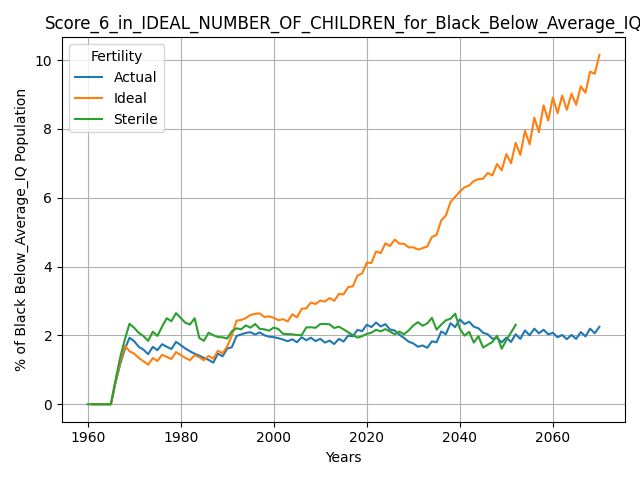 Score_6_in_IDEAL_NUMBER_OF_CHILDREN_for_Black_Below_Average_IQ
Fertility
Actual
Ideal
Sterile
% of Black Below_Average_IQ Population
10
8
6
4
2
0
1960 1980 2000 2020 2040 2060
Years